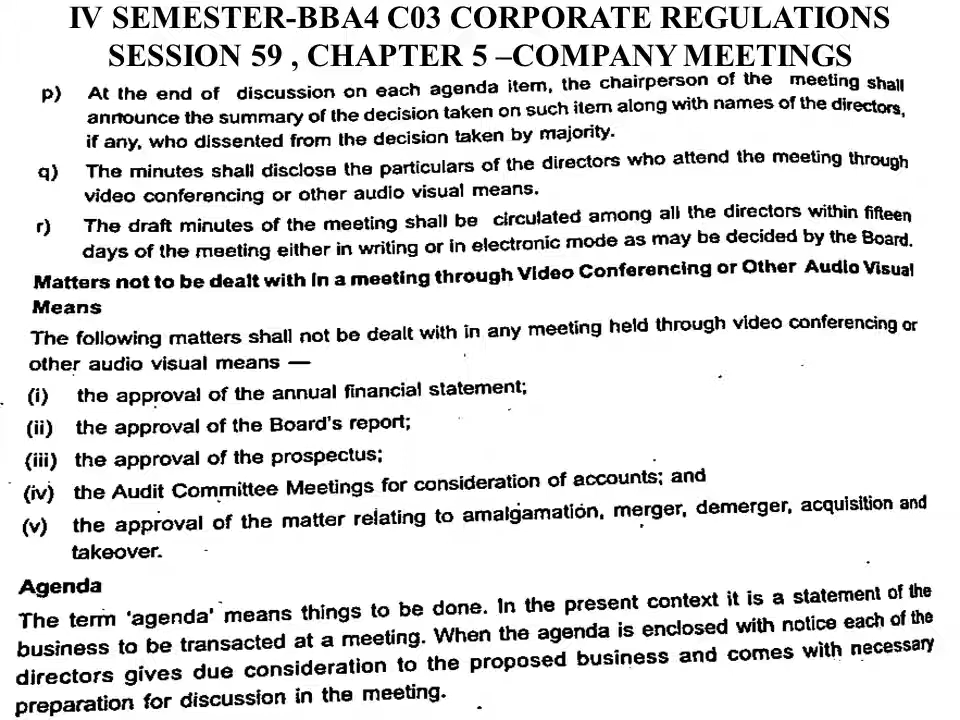 IV SEMESTER-BBA4 C03 CORPORATE REGULATIONS
SESSION 59 , CHAPTER 5 –COMPANY MEETINGS
p) At the end of discussion on each agenda item, the chairperson of the meeting shall
announce the summary of the decision taken on such item along with names of the directors,
if any, who dissented from the decision taken by majority.
q) The minutes shall disclose the particulars of the directors who attend the meeting through
video conferencing or other audio visual means.
r) The draft minutes of the meeting shall be circulated among all the directors within fifteen
days of the meeting either in writing or in electronic mode as may be decided by the Board.
Matters not to be dealt with in a meeting through Video Conferencing or Other Audio Visual
Means
The following matters shall not be dealt with in any meeting held through video conferencing or
other audio visual means —
(i) the approval of the annual financial statement;
(ii) the approval of the Board's report;
(iii) the approval of the prospectus;
(iv) the Audit Committee Meetings for consideration of accounts; and
(v) the approval of the matter relating to amalgamation, merger, demerger, acquisition and
takeover.
Agenda
The term 'agenda' means things to be done. In the present context it is a statement of the
business to be transacted at a meeting. When the agenda is enclosed with notice each of the
directors gives due consideration to the proposed business and comes with necessary
preparation for discussion in the meeting.